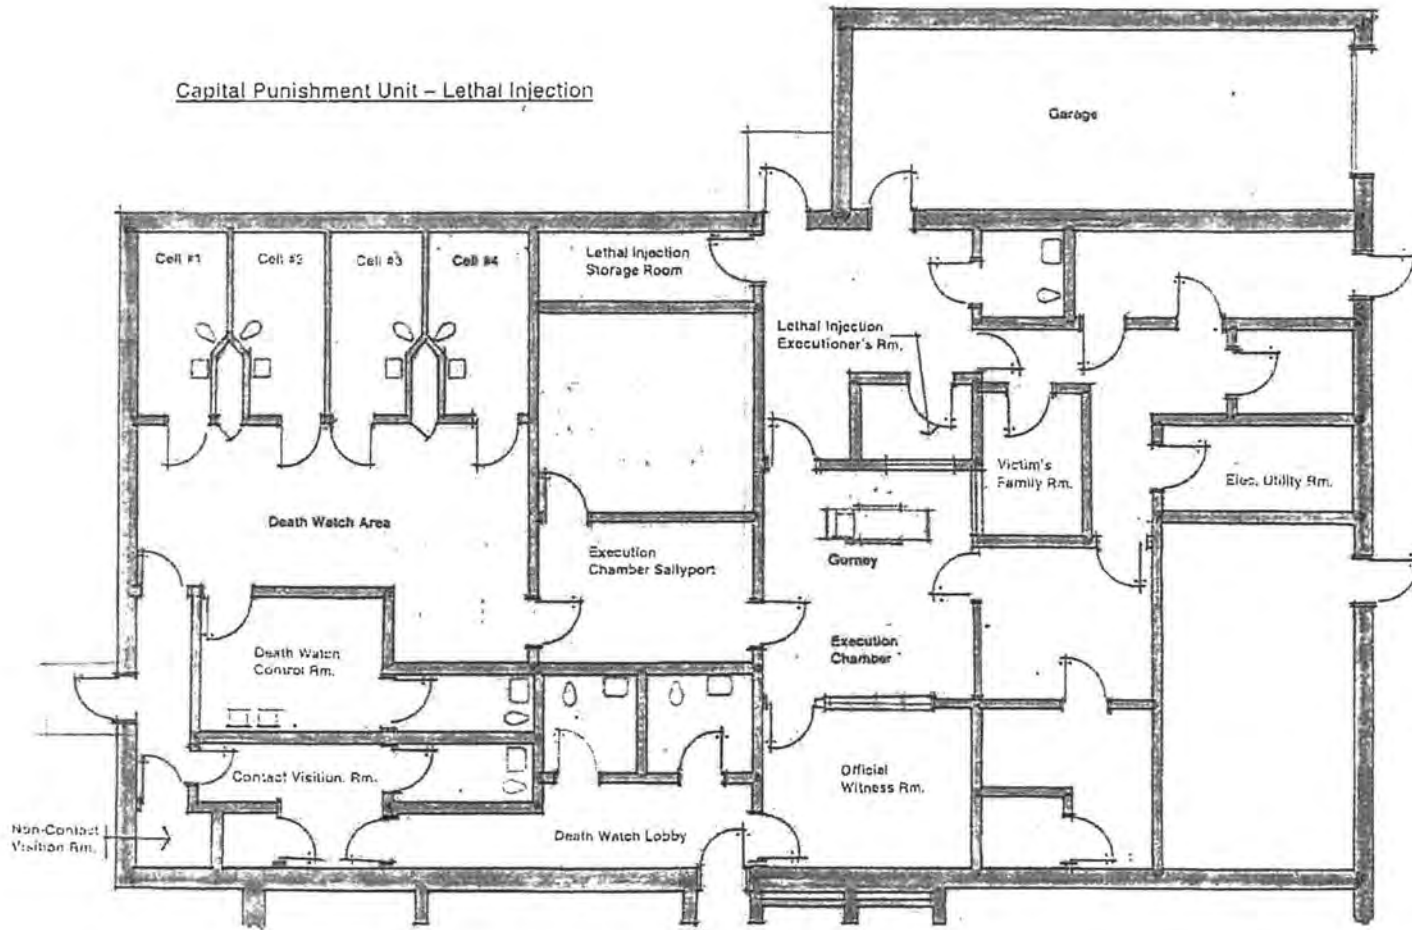 Capital Punishment Unit – Lethal Injection
Garage
Cell #1
Cell #2
Cell #3
Cell #4
Lethal Injection
Storage Room
Lethal Injection
Executioner's Rm.
Victim's
Family Rm.
Elec. Utility Rm.
Death Watch Area
Execution
Chamber Sallyport
Gurney
Execution
Chamber
Death Watch
Control Rm.
Contact Visition. Rm.
Official
Witness Rm.
Non-Contact
Visition Rm.
Death Watch Lobby